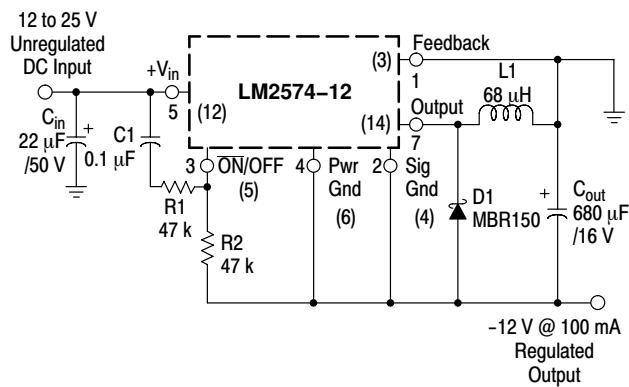 12 to 25 V
Unregulated
DC Input
+Vin
5
(12)
LM2574–12
(3)
Feedback
1
(14)
Output
7
L1
68 µH
Cin
22 µF
/50 V
+
C1
0.1
µF
3
ON/OFF
(5)
4
Pwr
Gnd
(6)
2
Sig
Gnd
(4)
R1
47 k
R2
47 k
D1
MBR150
+
Cout
680 µF
/16 V
–12 V @ 100 mA
Regulated
Output